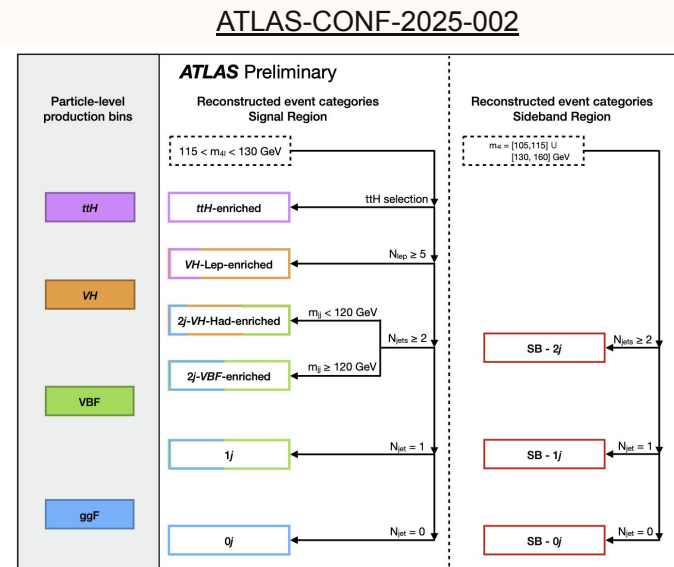 ATLAS-CONF-2025-002
ATLAS Preliminary
Particle-level
production bins
Reconstructed event categories
Signal Region
Reconstructed event categories
Sideband Region
115 < m4l < 130 GeV
m4l = [105,115] ∪
[130, 160] GeV
ttH
ttH-enriched
ttH selection
VH-Lep-enriched
Nlep ≥ 5
VH
2j-VH-Had-enriched
mjj < 120 GeV
Njets ≥ 2
2j-VBF-enriched
mjj ≥ 120 GeV
SB - 2j
Njets ≥ 2
VBF
1j
Njet = 1
SB - 1j
Njet = 1
ggF
0j
Njet = 0
SB - 0j
Njet = 0